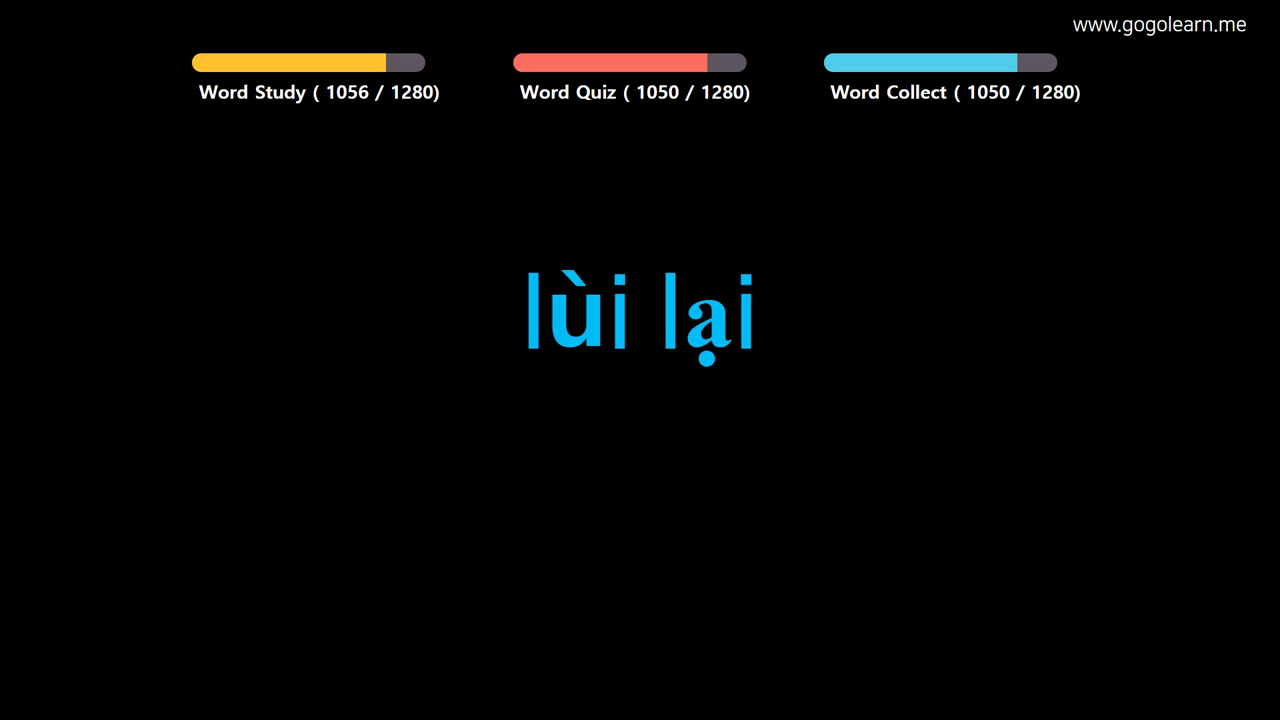 www.gogolearn.me
Word Study ( 1056 / 1280)
Word Quiz ( 1050 / 1280)
Word Collect ( 1050 / 1280)
lùi lại